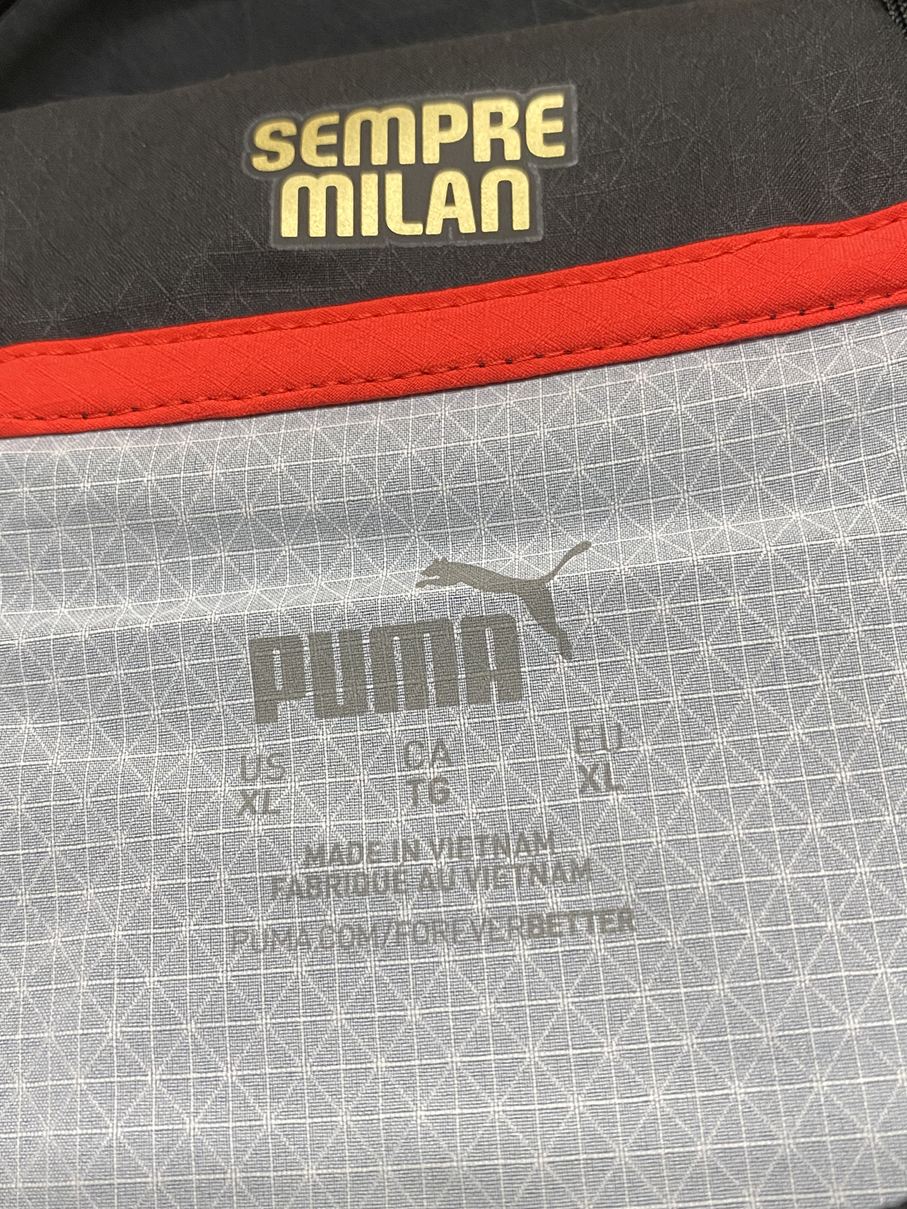 SEMPRE
MILAN
PUMA
US CA EU
XL TG XL
MADE IN VIETNAM
FABRIQUÉ AU VIETNAM
PUMA.COM/FOREVERBETTER